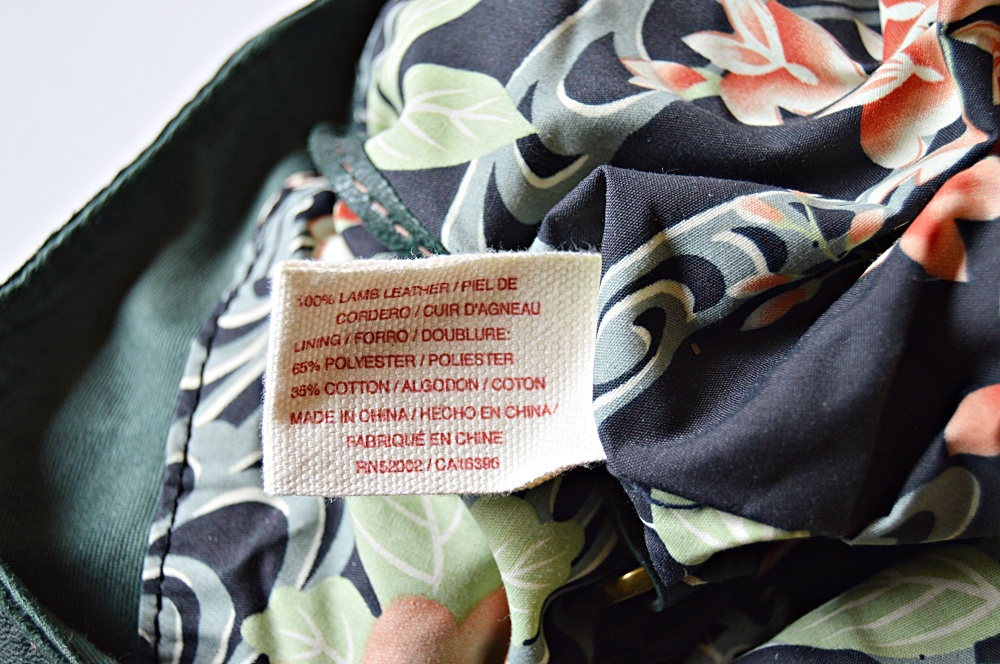 100% LAMB LEATHER / PIEL DE
CORDERO / CUIR D'AGNEAU
LINING / FORRO / DOUBLURE:
65% POLYESTER / POLIESTER
35% COTTON / ALGODON / COTON
MADE IN CHINA / HECHO EN CHINA /
FABRIQUÉ EN CHINE
RN52002 / CA16396